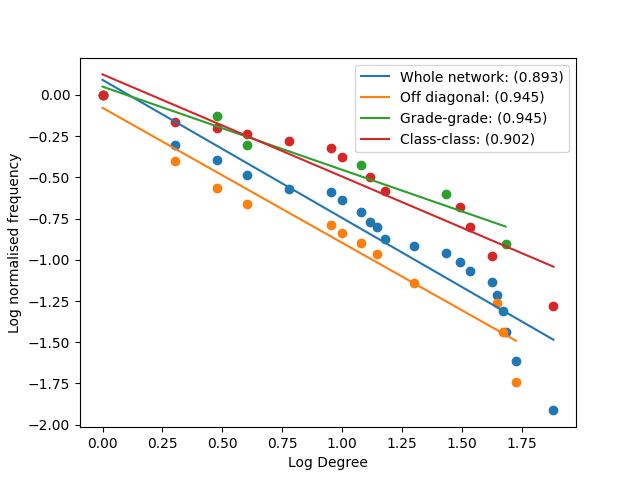 Whole network: (0.893)
Off diagonal: (0.945)
Grade-grade: (0.945)
Class-class: (0.902)
Log normalised frequency
0.00
−0.25
−0.50
−0.75
−1.00
−1.25
−1.50
−1.75
−2.00
0.00 0.25 0.50 0.75 1.00 1.25 1.50 1.75
Log Degree